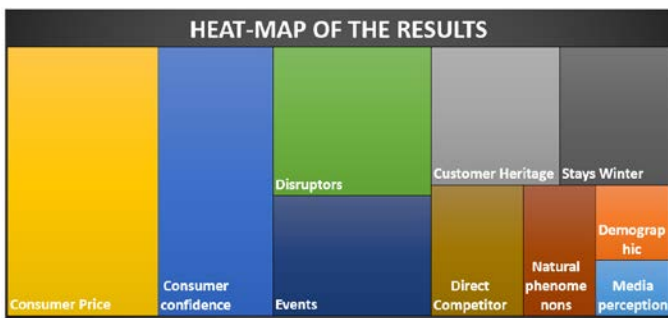 HEAT-MAP OF THE RESULTS
Consumer Price
Consumer
confidence
Disruptors
Events
Customer Heritage
Stays Winter
Direct
Competitor
Natural
phenome
nons
Demograp
hic
Media
perception